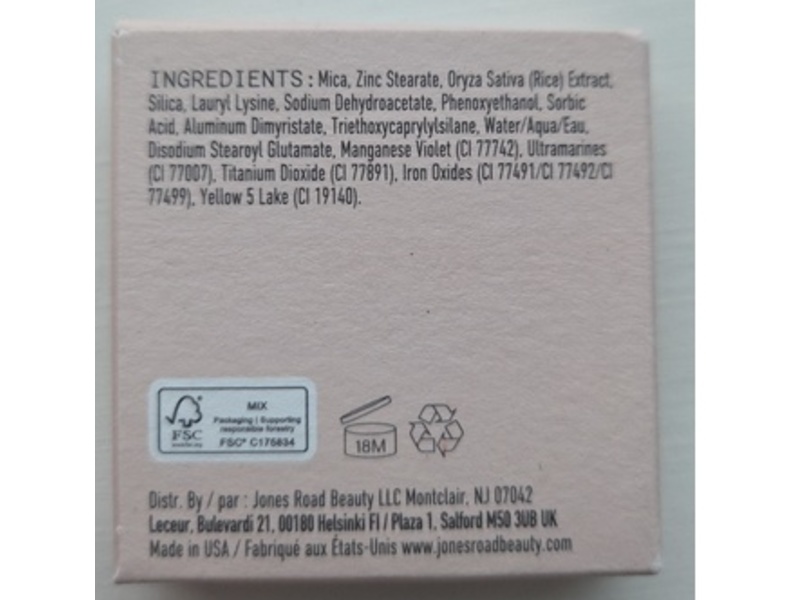 INGREDIENTS: Mica, Zinc Stearate, Oryza Sativa (Rice) Extract,
Silica, Lauryl Lysine, Sodium Dehydroacetate, Phenoxyethanol, Sorbic
Acid, Aluminum Dimyristate, Triethoxycaprylylsilane, Water/Aqua/Eau,
Disodium Stearoyl Glutamate, Manganese Violet (CI 77742), Ultramarines
(CI 77007), Titanium Dioxide (CI 77891), Iron Oxides (CI 77491/CI 77492/CI
77499), Yellow 5 Lake (CI 19140).
MIX
Packaging | Supporting
responsible forestry
FSC
FSC® C175634
18M
Distr. By / par : Jones Road Beauty LLC Montclair, NJ 07042
Leceur, Bulevardi 21, 00180 Helsinki FI / Plaza 1, Salford M50 3UB UK
Made in USA / Fabriqué aux États-Unis www.jonesroadbeauty.com